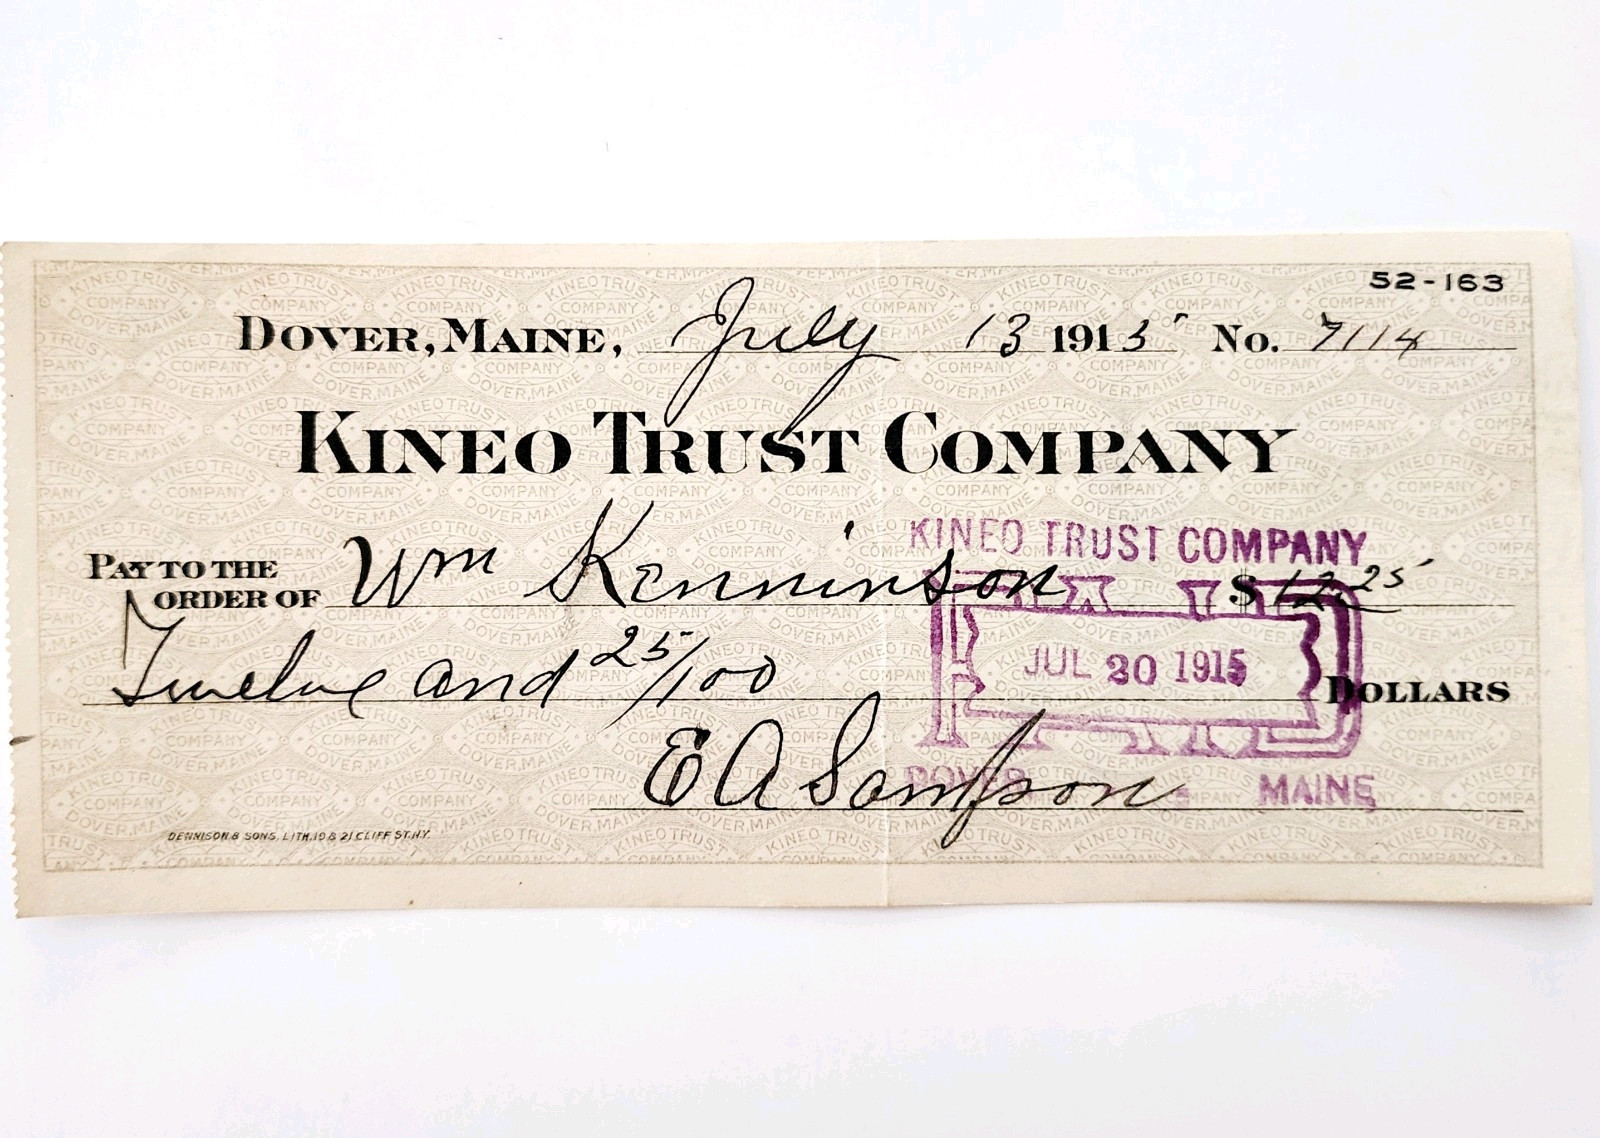 52-163
DOVER, MAINE, July 13 1915 No. 7114
KINEO TRUST COMPANY
KINEO TRUST COMPANY
PAY TO THE ORDER OF Wm Kenninson $12.25
JUL 30 1915
Twelve and 25/100 DOLLARS
E A Sampson
DOVER MAINE
DENNISON & SONS, LITH. 19 & 21 CLIFF ST. N.Y.